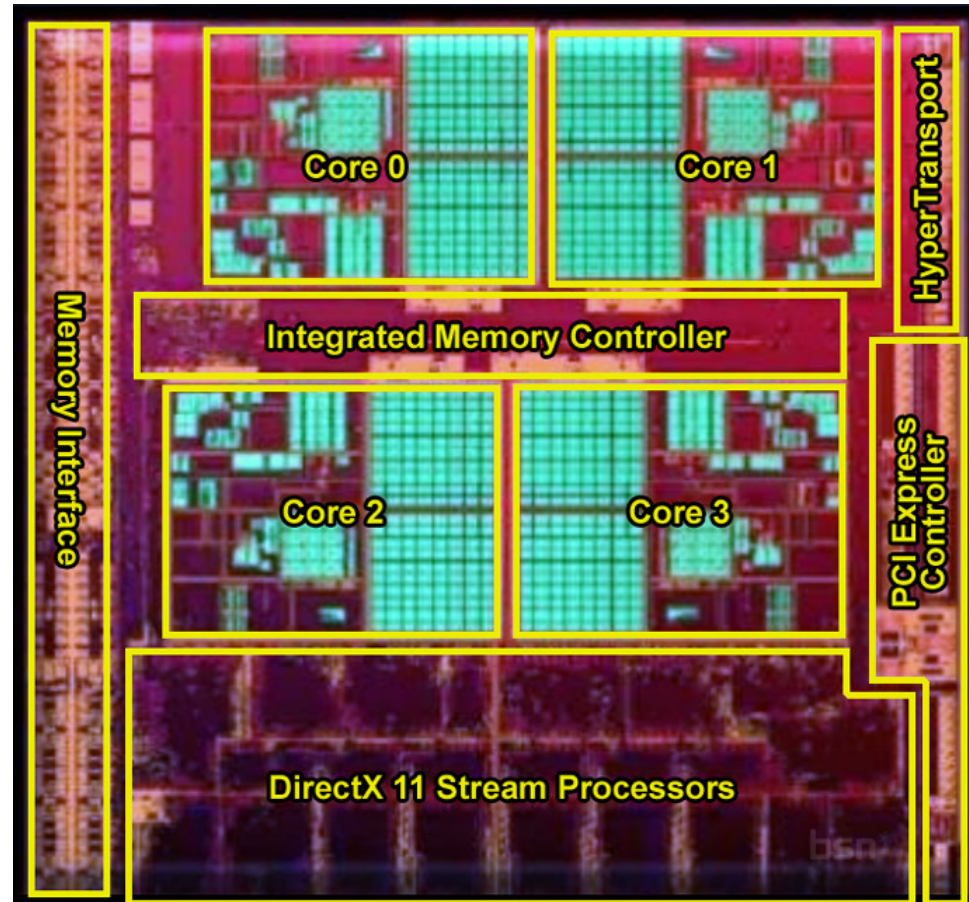 Core 0
Core 1
HyperTransport
Integrated Memory Controller
Memory Interface
Core 2
Core 3
PCI Express
Controller
DirectX 11 Stream Processors
bsn